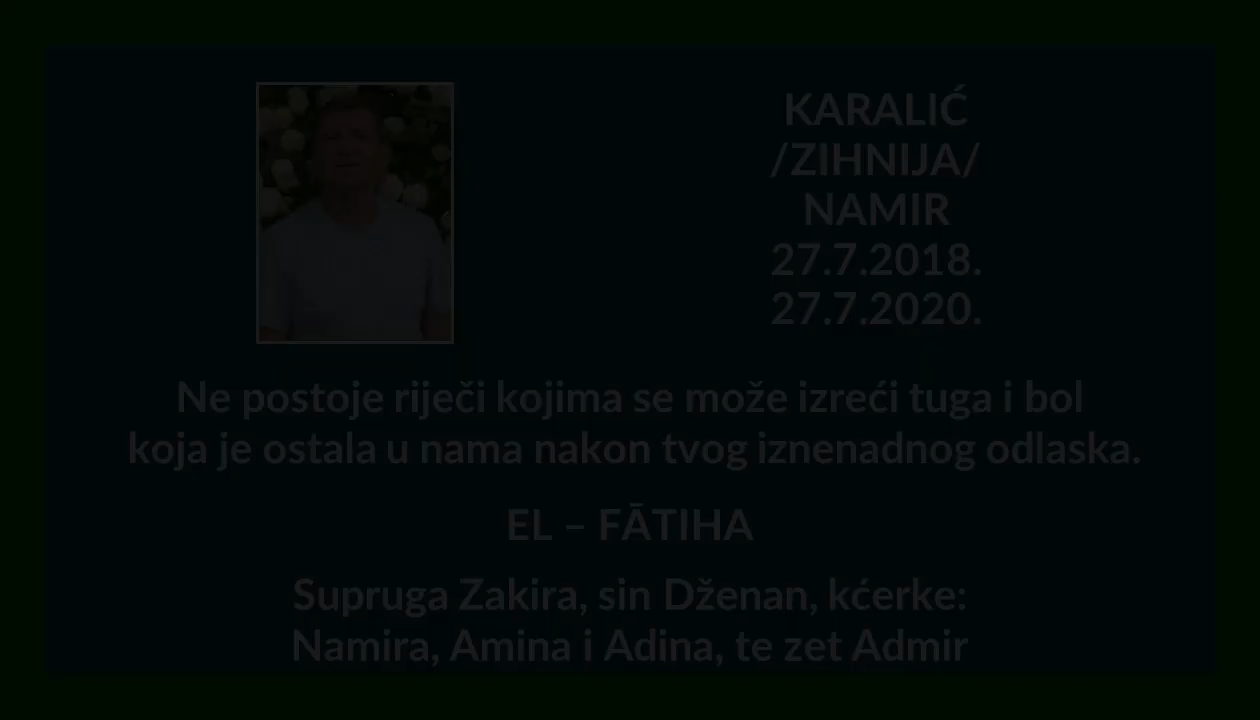 KARALIĆ
/ZIHNIJA/
NAMIR
27.7.2018.
27.7.2020.
Ne postoje riječi kojima se može izreći tuga i bol
koja je ostala u nama nakon tvog iznenadnog odlaska.
EL – FĀTIHA
Supruga Zakira, sin Dženan, kćerke:
Namira, Amina i Adina, te zet Admir